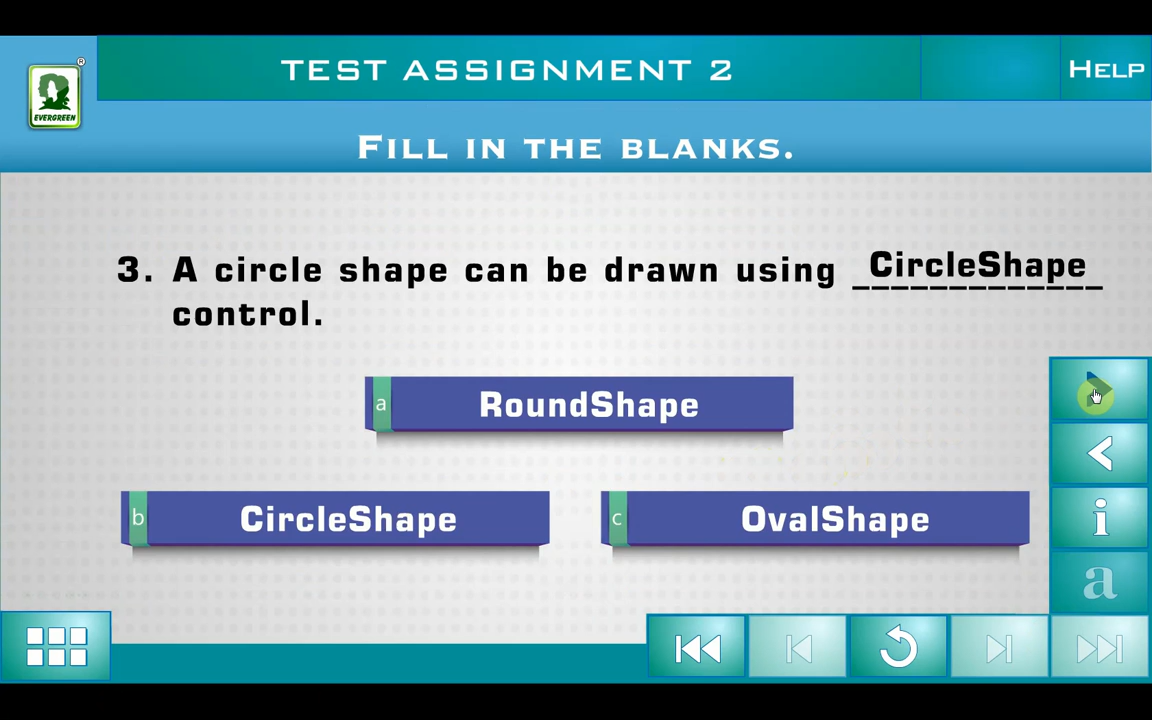 TEST ASSIGNMENT 2
HELP
®
EVERGREEN
FILL IN THE BLANKS.
3. A circle shape can be drawn using CircleShape
control.
a RoundShape
b CircleShape
c OvalShape
i
a